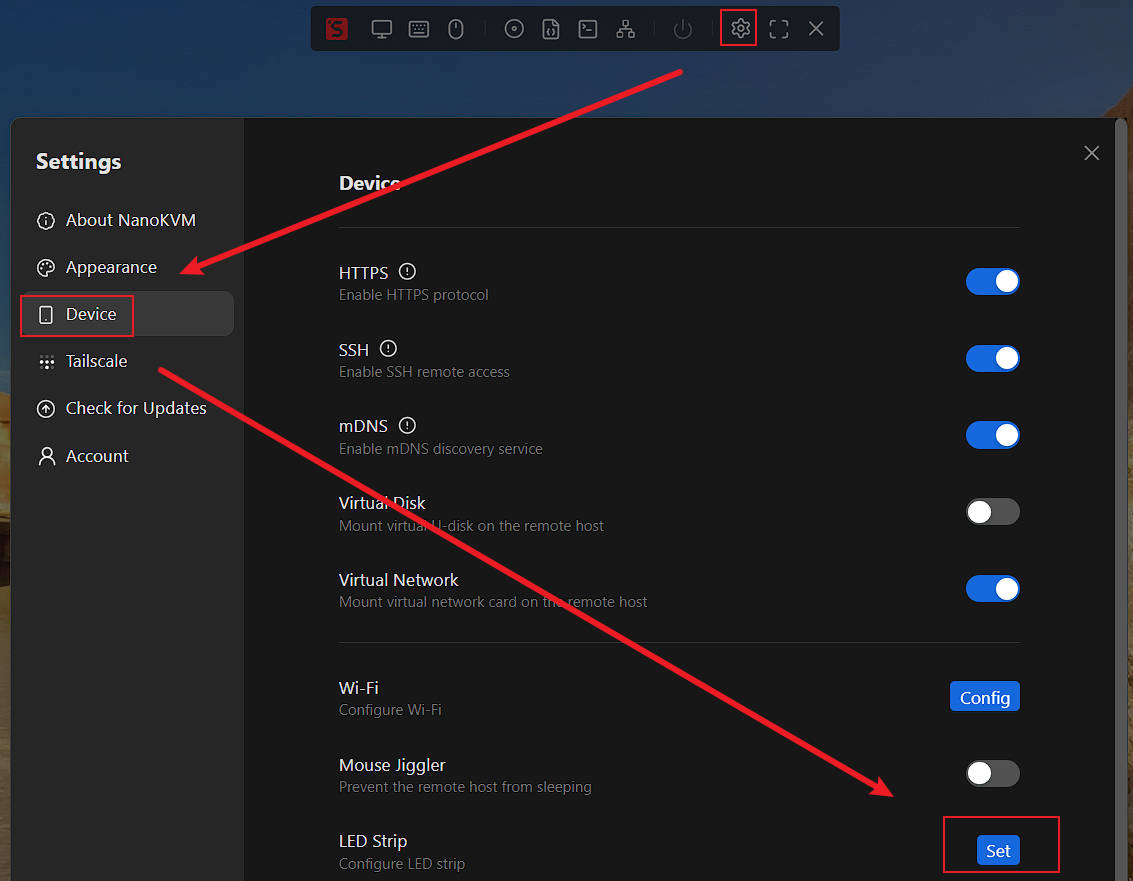 Settings
About NanoKVM
Appearance
Device
Tailscale
Check for Updates
Account
Device
HTTPS
Enable HTTPS protocol
SSH
Enable SSH remote access
mDNS
Enable mDNS discovery service
Virtual Disk
Mount virtual U-disk on the remote host
Virtual Network
Mount virtual network card on the remote host
Wi-Fi
Configure Wi-Fi
Config
Mouse Jiggler
Prevent the remote host from sleeping
LED Strip
Configure LED strip
Set